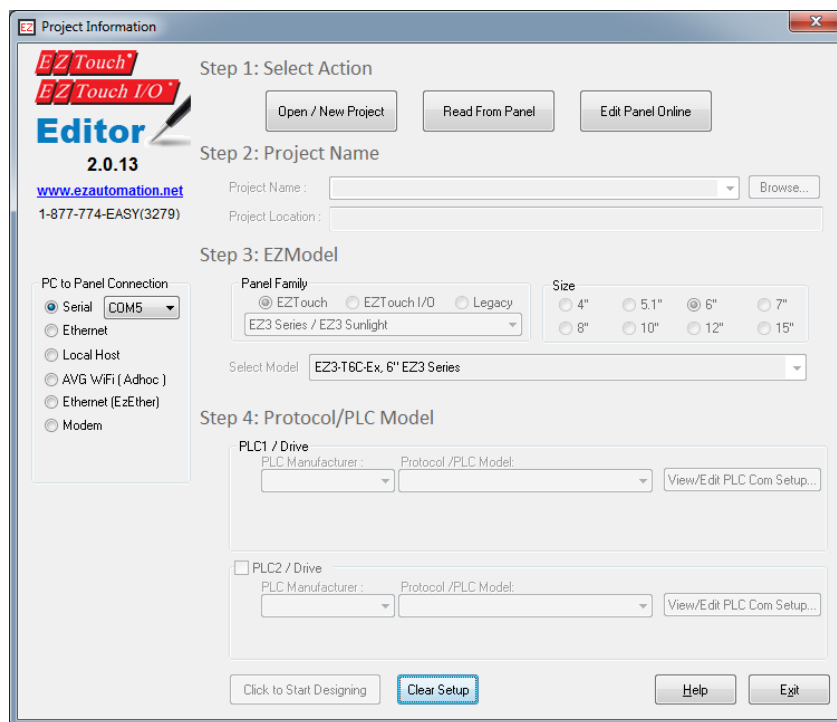 EZ Project Information
EZTouch
EZTouch I/O
Editor
2.0.13
www.ezautomation.net
1-877-774-EASY(3279)
PC to Panel Connection
Serial COM5
Ethernet
Local Host
AVG WiFi ( Adhoc )
Ethernet (EzEther)
Modem
Step 1: Select Action
Open / New Project Read From Panel Edit Panel Online
Step 2: Project Name
Project Name : Browse...
Project Location :
Step 3: EZModel
Panel Family
EZTouch EZTouch I/O Legacy
EZ3 Series / EZ3 Sunlight
Size
4" 5.1" 6" 7"
8" 10" 12" 15"
Select Model EZ3-T6C-Ex, 6" EZ3 Series
Step 4: Protocol/PLC Model
PLC1 / Drive
PLC Manufacturer : Protocol /PLC Model:
View/Edit PLC Com Setup...
PLC2 / Drive
PLC Manufacturer : Protocol /PLC Model:
View/Edit PLC Com Setup...
Click to Start Designing Clear Setup Help Exit